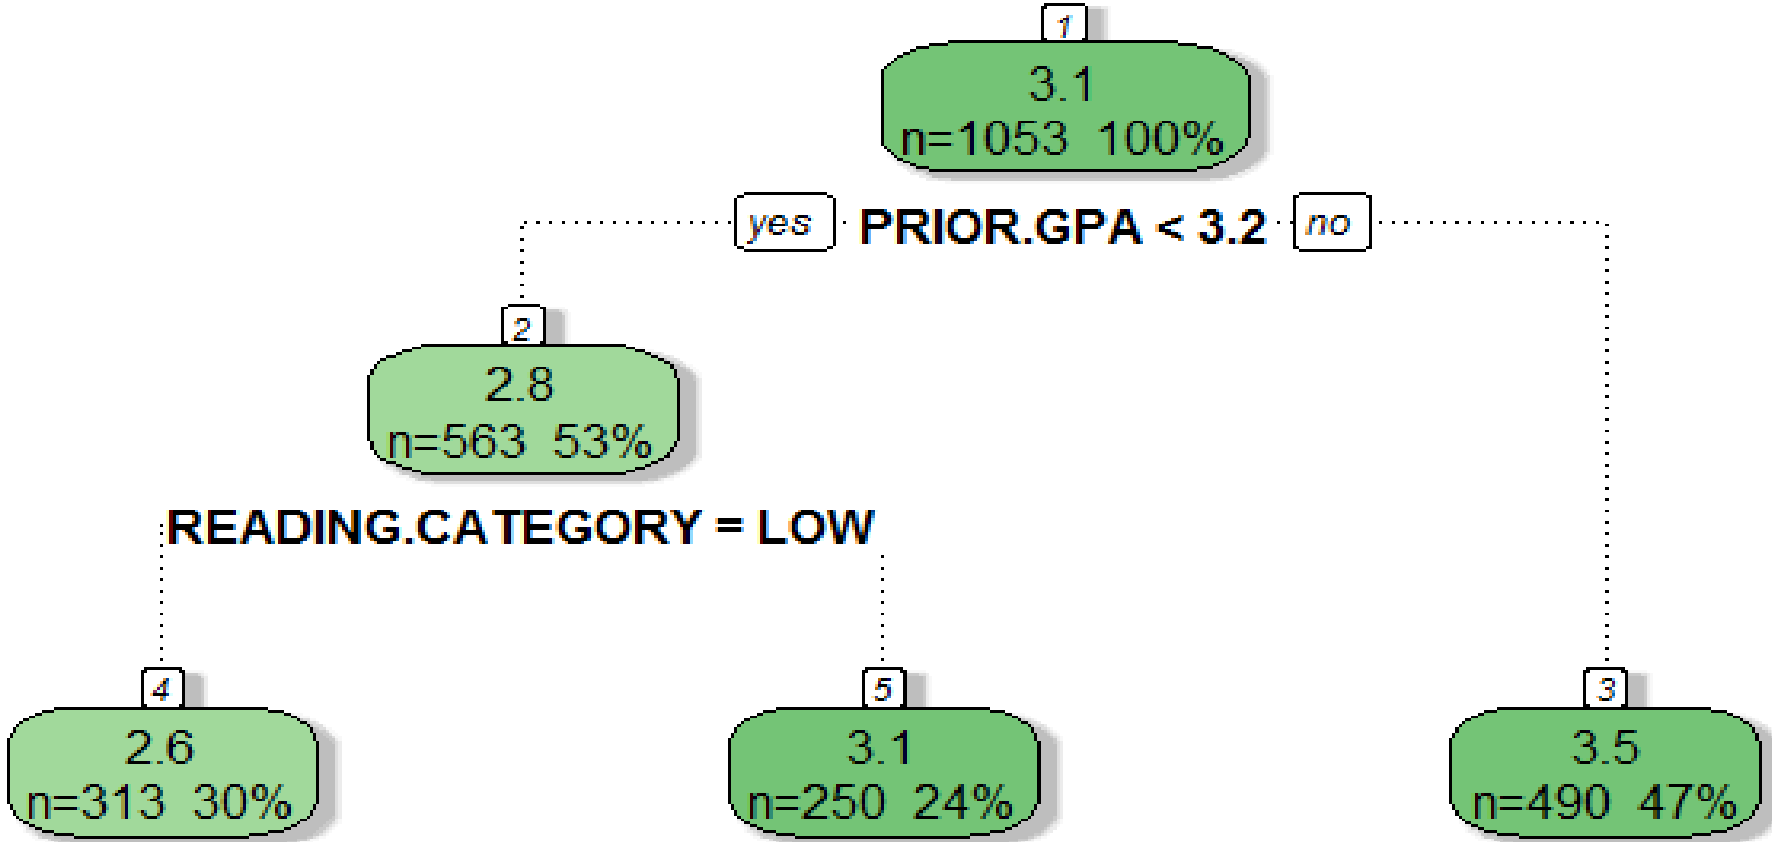 1
3.1
n=1053 100%
yes PRIOR.GPA < 3.2 no
2
2.8
n=563 53%
READING.CATEGORY = LOW
4
2.6
n=313 30%
5
3.1
n=250 24%
3
3.5
n=490 47%